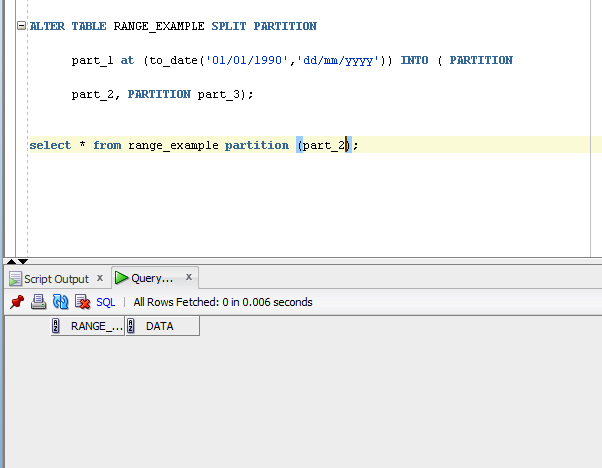 ALTER TABLE RANGE_EXAMPLE SPLIT PARTITION
part_1 at (to_date('01/01/1990','dd/mm/yyyy')) INTO ( PARTITION
part_2, PARTITION part_3);
select * from range_example partition (part_2);
Script Output x Query... x
SQL | All Rows Fetched: 0 in 0.006 seconds
RANGE_... DATA